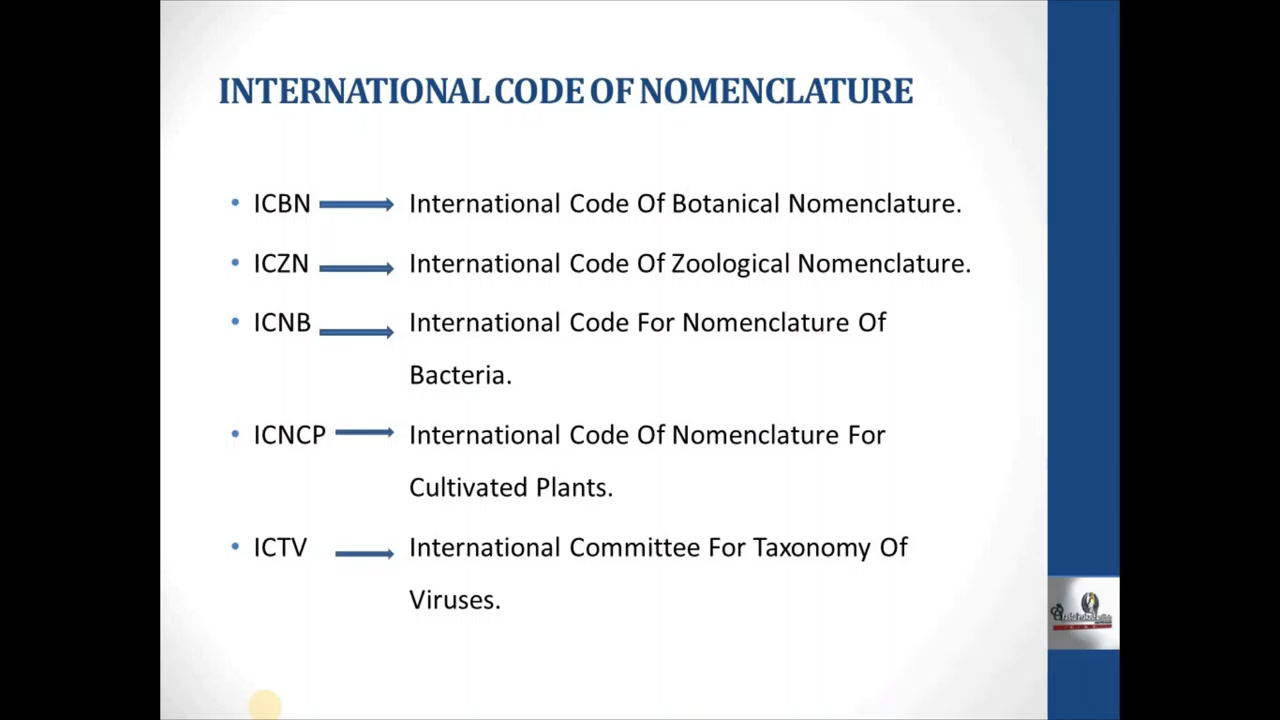 INTERNATIONAL CODE OF NOMENCLATURE
• ICBN → International Code Of Botanical Nomenclature.
• ICZN → International Code Of Zoological Nomenclature.
• ICNB → International Code For Nomenclature Of
Bacteria.
• ICNCP → International Code Of Nomenclature For
Cultivated Plants.
• ICTV → International Committee For Taxonomy Of
Viruses.